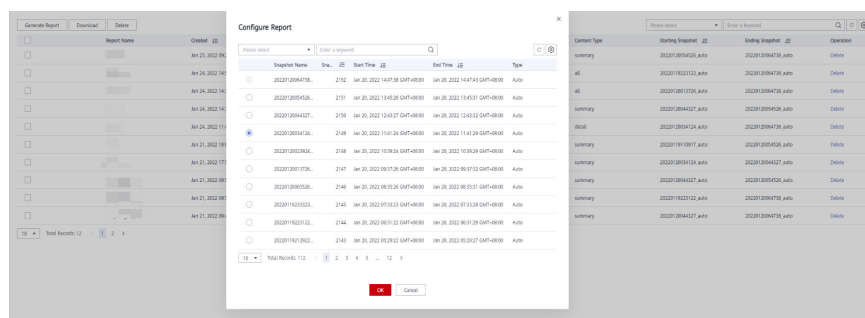 Generate Report Download Delete
Report Name Created
Jan 25, 2022 09:
Jan 24, 2022 14:
Jan 24, 2022 14:
Jan 24, 2022 14:
Jan 24, 2022 11:
Jan 21, 2022
Jan 21, 2022 17:
Jan 21, 2022
Jan 21, 2022
Jan 21, 2022
10 Total Records: 12 < 1 2 >
Configure Report
Please select Enter a keyword.
Snapshot Name Sna... Start Time End Time Type
20220120064738... 2152 Jan 20, 2022 14:47:38 GMT+08:00 Jan 20, 2022 14:47:43 GMT+08:00 Auto
20220120054526... 2151 Jan 20, 2022 13:45:26 GMT+08:00 Jan 20, 2022 13:45:31 GMT+08:00 Auto
20220120044327... 2150 Jan 20, 2022 12:43:27 GMT+08:00 Jan 20, 2022 12:43:32 GMT+08:00 Auto
20220120034124... 2149 Jan 20, 2022 11:41:24 GMT+08:00 Jan 20, 2022 11:41:29 GMT+08:00 Auto
20220120023924... 2148 Jan 20, 2022 10:39:24 GMT+08:00 Jan 20, 2022 10:39:29 GMT+08:00 Auto
20220120013726... 2147 Jan 20, 2022 09:37:26 GMT+08:00 Jan 20, 2022 09:37:32 GMT+08:00 Auto
20220120003526... 2146 Jan 20, 2022 08:35:26 GMT+08:00 Jan 20, 2022 08:35:31 GMT+08:00 Auto
20220119233323... 2145 Jan 20, 2022 07:33:23 GMT+08:00 Jan 20, 2022 07:33:28 GMT+08:00 Auto
20220119223122... 2144 Jan 20, 2022 06:31:22 GMT+08:00 Jan 20, 2022 06:31:29 GMT+08:00 Auto
20220119212922... 2143 Jan 20, 2022 05:29:22 GMT+08:00 Jan 20, 2022 05:29:27 GMT+08:00 Auto
10 Total Records: 112 < 1 2 3 4 5 ... 12 >
OK Cancel
Please select Enter a keyword.
Content Type Starting Snapshot Ending Snapshot Operation
summary 20220120054526_auto 20220120064738_auto Delete
all 20220119223122_auto 20220120064738_auto Delete
all 20220120013726_auto 20220120064738_auto Delete
summary 20220120044327_auto 20220120054526_auto Delete
detail 20220120034124_auto 20220120064738_auto Delete
summary 20220119110917_auto 20220120054526_auto Delete
summary 20220120034124_auto 20220120044327_auto Delete
summary 20220120044327_auto 20220120064738_auto Delete
summary 20220119223122_auto 20220120064738_auto Delete
summary 20220120044327_auto 20220120064738_auto Delete